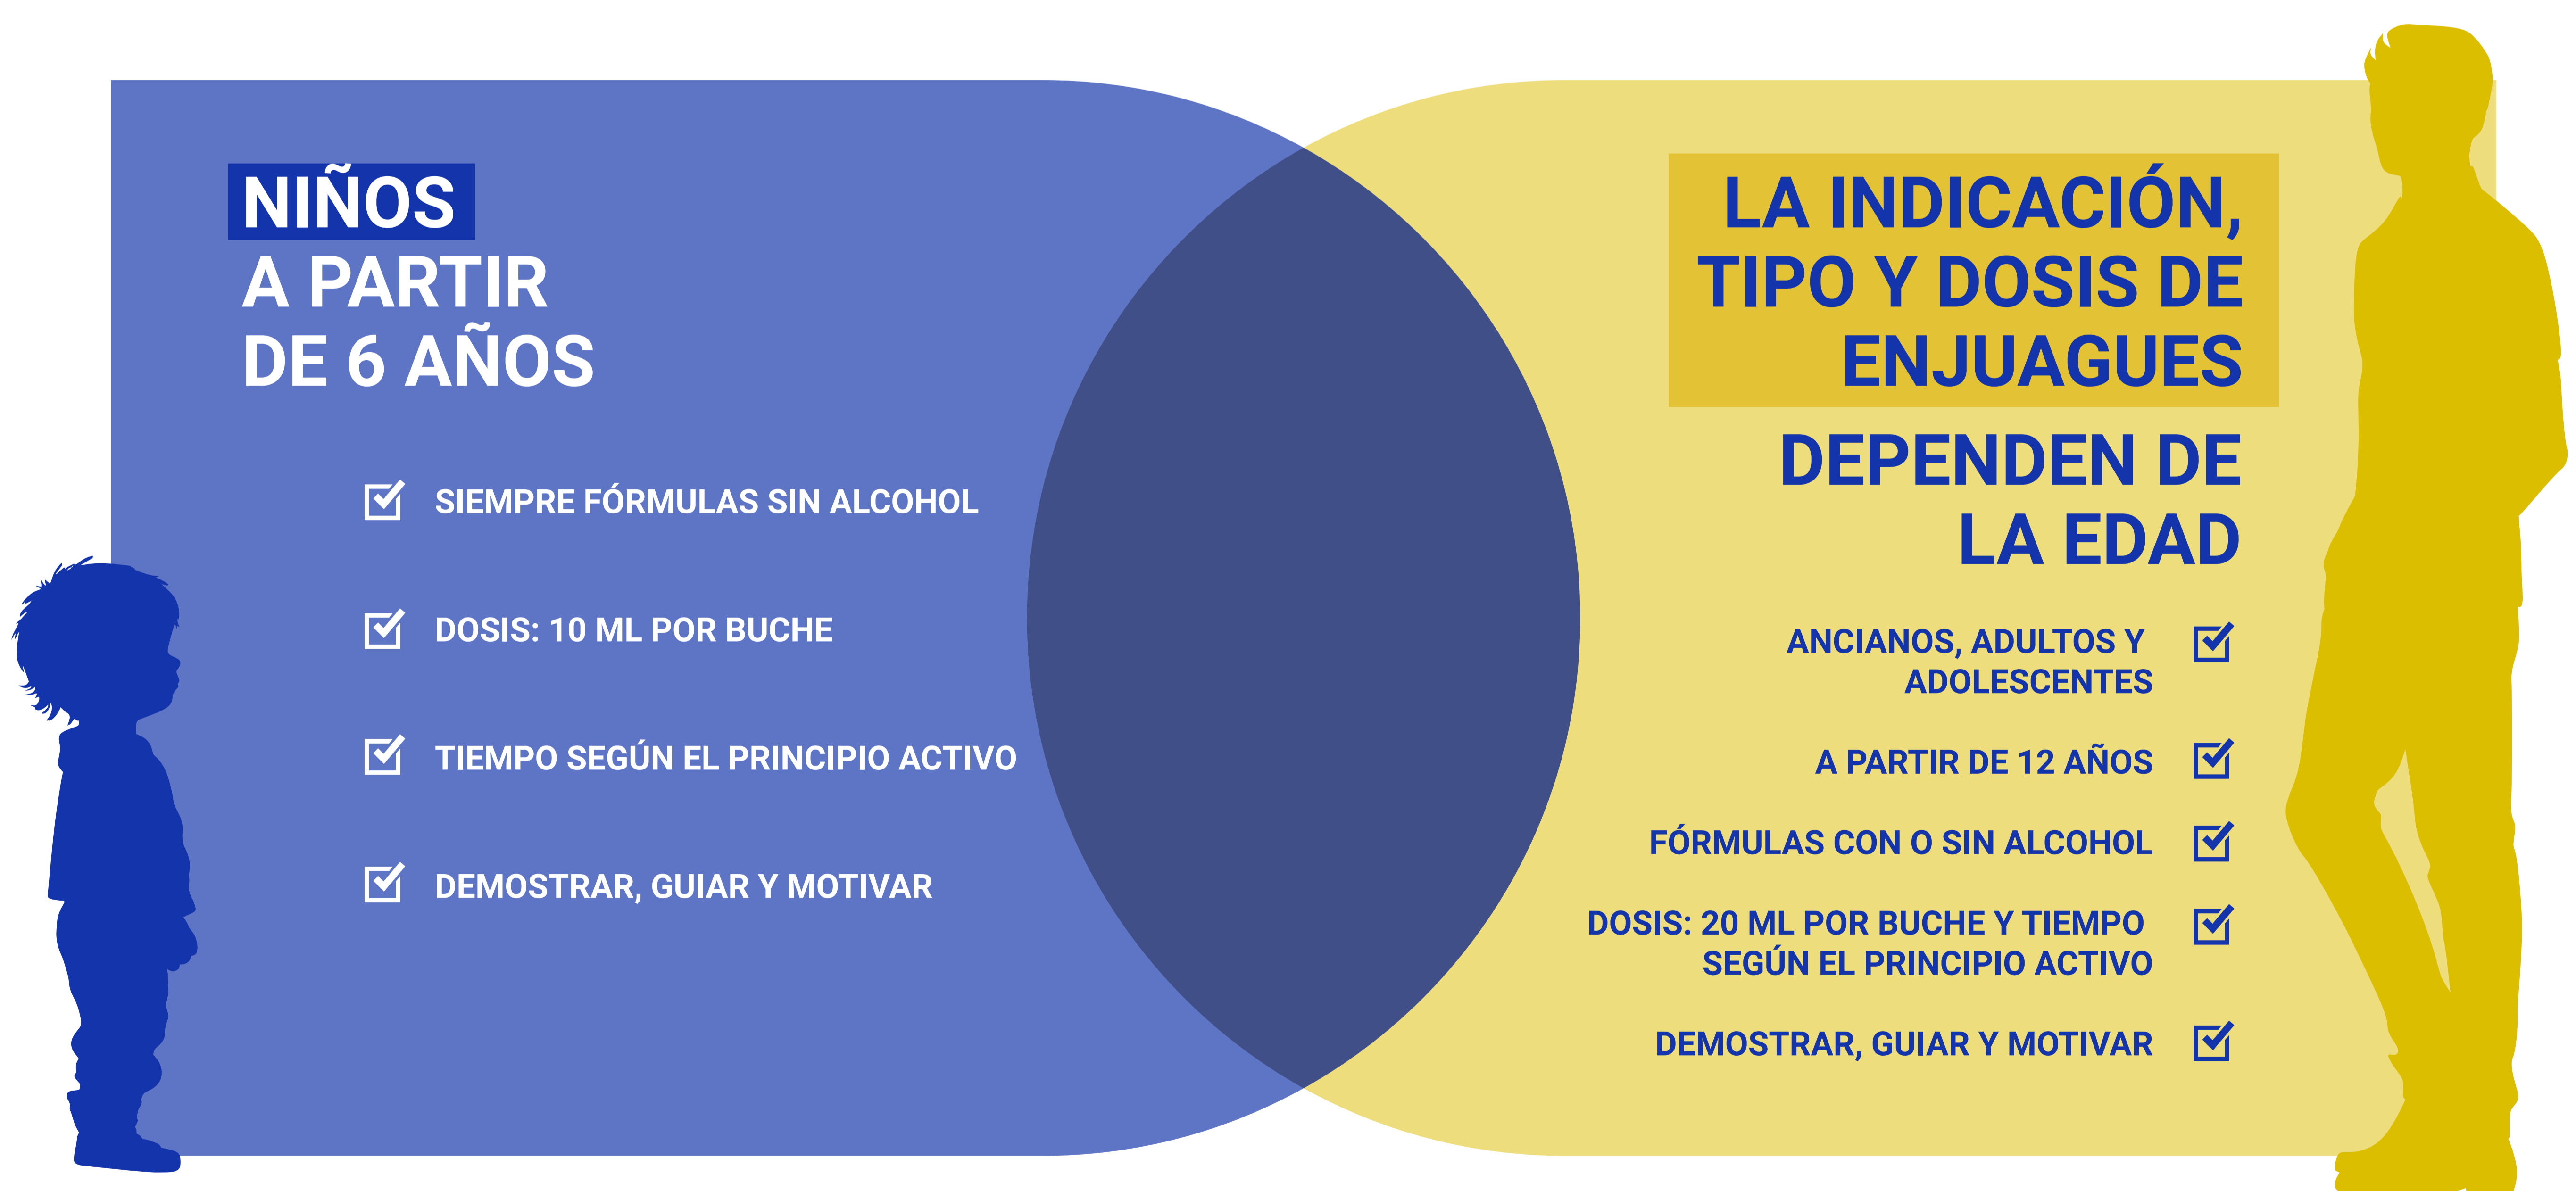 NIÑOS
A PARTIR
DE 6 AÑOS
SIEMPRE FÓRMULAS SIN ALCOHOL
DOSIS: 10 ML POR BUCHE
TIEMPO SEGÚN EL PRINCIPIO ACTIVO
DEMOSTRAR, GUIAR Y MOTIVAR
LA INDICACIÓN,
TIPO Y DOSIS DE
ENJUAGUES
DEPENDEN DE
LA EDAD
ANCIANOS, ADULTOS Y
ADOLESCENTES
A PARTIR DE 12 AÑOS
FÓRMULAS CON O SIN ALCOHOL
DOSIS: 20 ML POR BUCHE Y TIEMPO
SEGÚN EL PRINCIPIO ACTIVO
DEMOSTRAR, GUIAR Y MOTIVAR